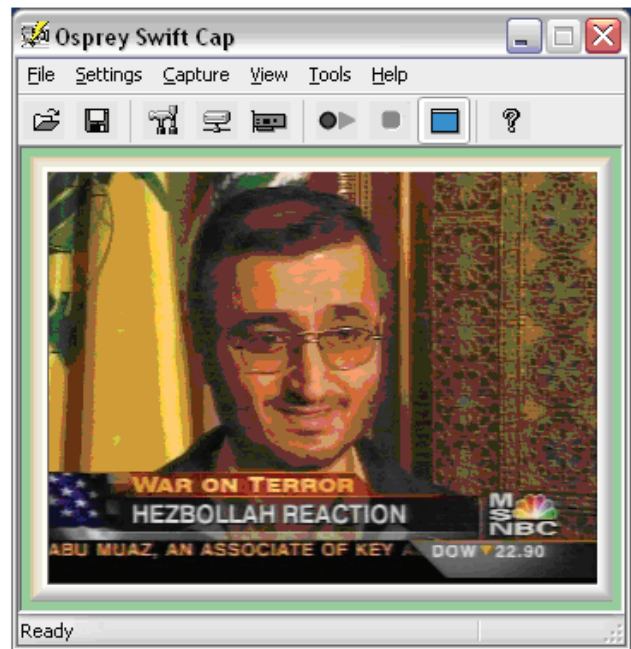 Osprey Swift Cap
File Settings Capture View Tools Help
WAR ON TERROR
HEZBOLLAH REACTION
MSNBC
ABU MUAZ, AN ASSOCIATE OF KEY
DOW ▼22.90
Ready